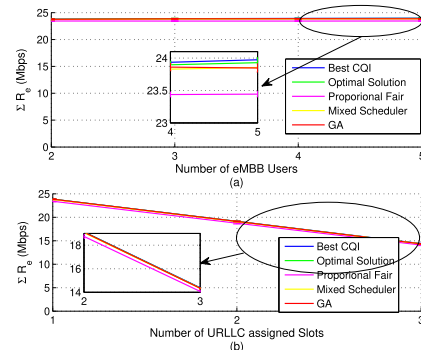 25
20
15
10
5
0
Σ R_e (Mbps)
24
23.5
23
4 5
Best CQI
Optimal Solution
Proporional Fair
Mixed Scheduler
GA
2 3 4 5
Number of eMBB Users
(a)
25
20
15
10
5
0
Σ R_e (Mbps)
18
16
14
2 3
Best CQI
Optimal Solution
Proportional Fair
Mixed Scheduler
GA
1 2 3
Number of URLLC assigned Slots
(b)